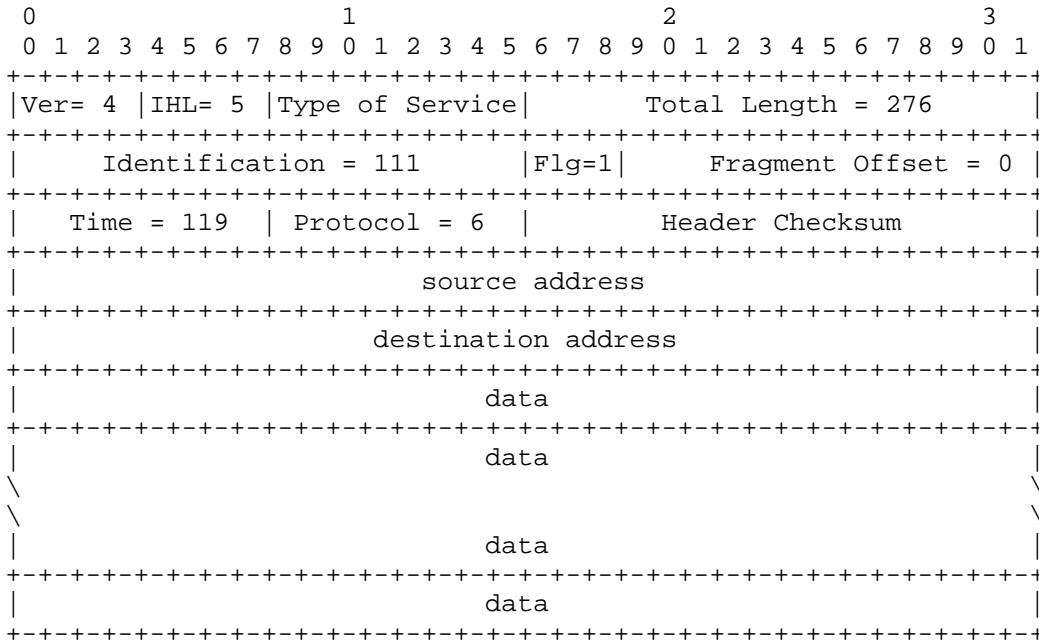 0                   1                   2                   3
 0 1 2 3 4 5 6 7 8 9 0 1 2 3 4 5 6 7 8 9 0 1 2 3 4 5 6 7 8 9 0 1
+-+-+-+-+-+-+-+-+-+-+-+-+-+-+-+-+-+-+-+-+-+-+-+-+-+-+-+-+-+-+-+-+
|Ver= 4 |IHL= 5 |Type of Service|       Total Length = 276      |
+-+-+-+-+-+-+-+-+-+-+-+-+-+-+-+-+-+-+-+-+-+-+-+-+-+-+-+-+-+-+-+-+
|     Identification = 111      |Flg=1|     Fragment Offset = 0 |
+-+-+-+-+-+-+-+-+-+-+-+-+-+-+-+-+-+-+-+-+-+-+-+-+-+-+-+-+-+-+-+-+
|   Time = 119  | Protocol = 6  |        Header Checksum        |
+-+-+-+-+-+-+-+-+-+-+-+-+-+-+-+-+-+-+-+-+-+-+-+-+-+-+-+-+-+-+-+-+
|                         source address                        |
+-+-+-+-+-+-+-+-+-+-+-+-+-+-+-+-+-+-+-+-+-+-+-+-+-+-+-+-+-+-+-+-+
|                      destination address                      |
+-+-+-+-+-+-+-+-+-+-+-+-+-+-+-+-+-+-+-+-+-+-+-+-+-+-+-+-+-+-+-+-+
|                             data                              |
+-+-+-+-+-+-+-+-+-+-+-+-+-+-+-+-+-+-+-+-+-+-+-+-+-+-+-+-+-+-+-+-+
|                             data                              |
\                                                               \
\                                                               \
|                             data                              |
+-+-+-+-+-+-+-+-+-+-+-+-+-+-+-+-+-+-+-+-+-+-+-+-+-+-+-+-+-+-+-+-+
|                             data                              |
+-+-+-+-+-+-+-+-+-+-+-+-+-+-+-+-+-+-+-+-+-+-+-+-+-+-+-+-+-+-+-+-+